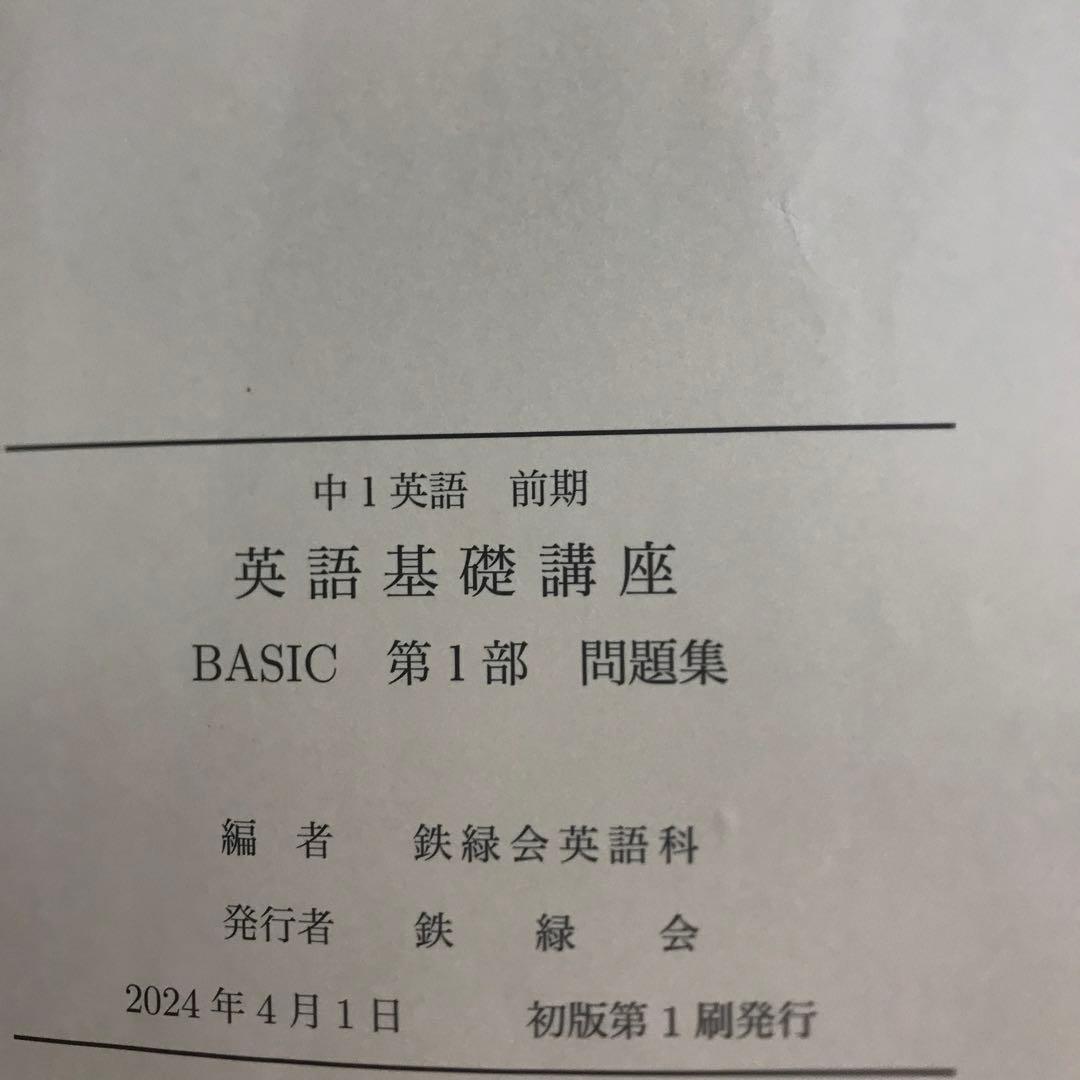 中1英語 前期
英語基礎講座
BASIC 第1部 問題集
編者 鉄緑会英語科
発行者 鉄緑会
2024年4月1日 初版第1刷発行